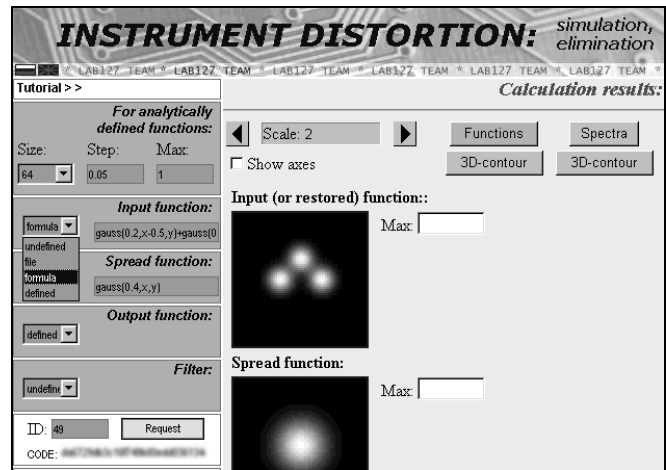 INSTRUMENT DISTORTION: simulation, elimination
* LAB127 TEAM * LAB127 TEAM * LAB127 TEAM * LAB127 TEAM * LAB127 TEAM * LAB127 TEAM *
Tutorial > >
For analytically
defined functions:
Size: Step: Max:
64 0.05 1
Input function:
formula gauss(0.2,x-0.5,y)+gauss(0
undefined
file
formula
defined
Spread function:
gauss(0.4,x,y)
Output function:
defined
Filter:
undefine
ID: 49 Request
CODE:
Calculation results:
Scale: 2 Functions Spectra
Show axes 3D-contour 3D-contour
Input (or restored) function::
Max:
Spread function:
Max: